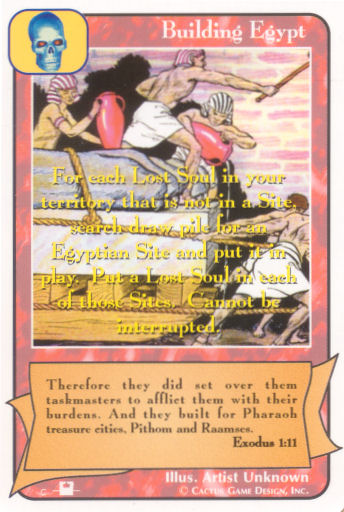 Building Egypt
For each Lost Soul in your
territory that is not in a Site,
search draw pile for an
Egyptian Site and put it in
play. Put a Lost Soul in each
of those Sites. Cannot be
interrupted.
Therefore they did set over them
taskmasters to afflict them with their
burdens. And they built for Pharaoh
treasure cities, Pithom and Raamses.
Exodus 1:11
Illus. Artist Unknown
C © Cactus Game Design, Inc.